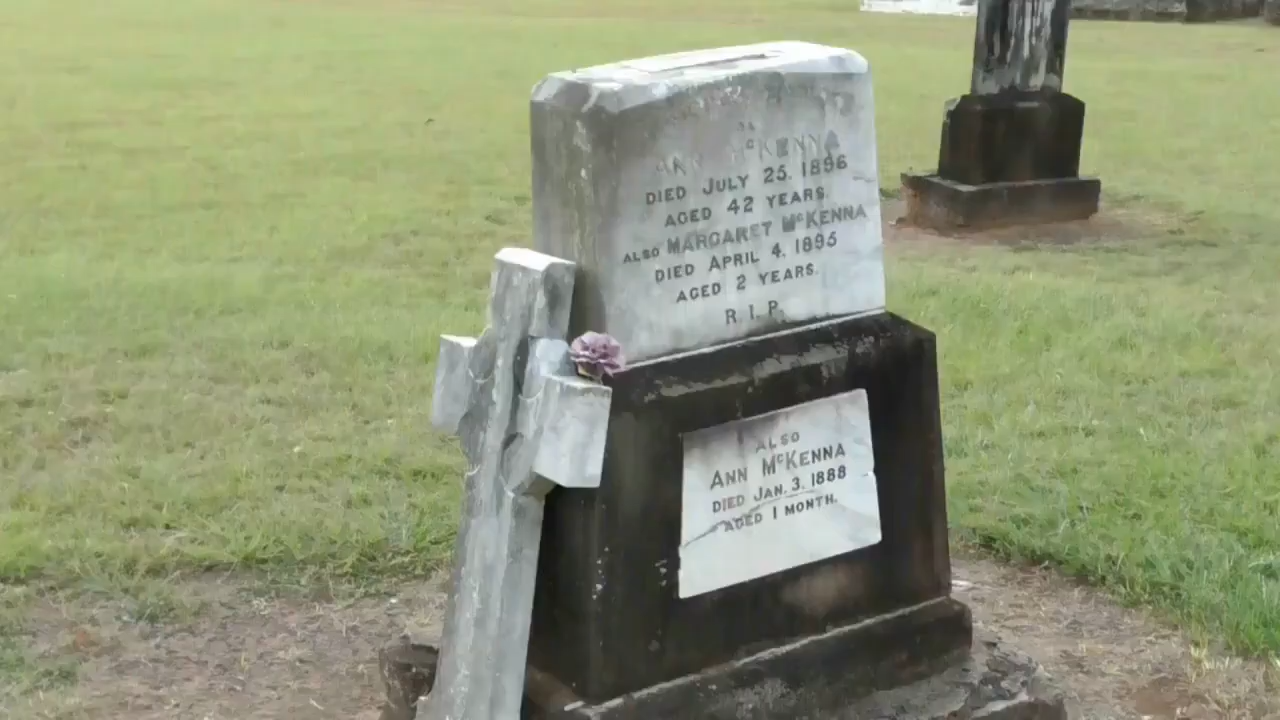 ANN McKENNA
DIED JULY 25. 1896
AGED 42 YEARS.
ALSO MARGARET McKENNA
DIED APRIL 4. 1895
AGED 2 YEARS.
R. I. P.
ALSO
ANN McKENNA
DIED JAN. 3. 1888
AGED 1 MONTH.